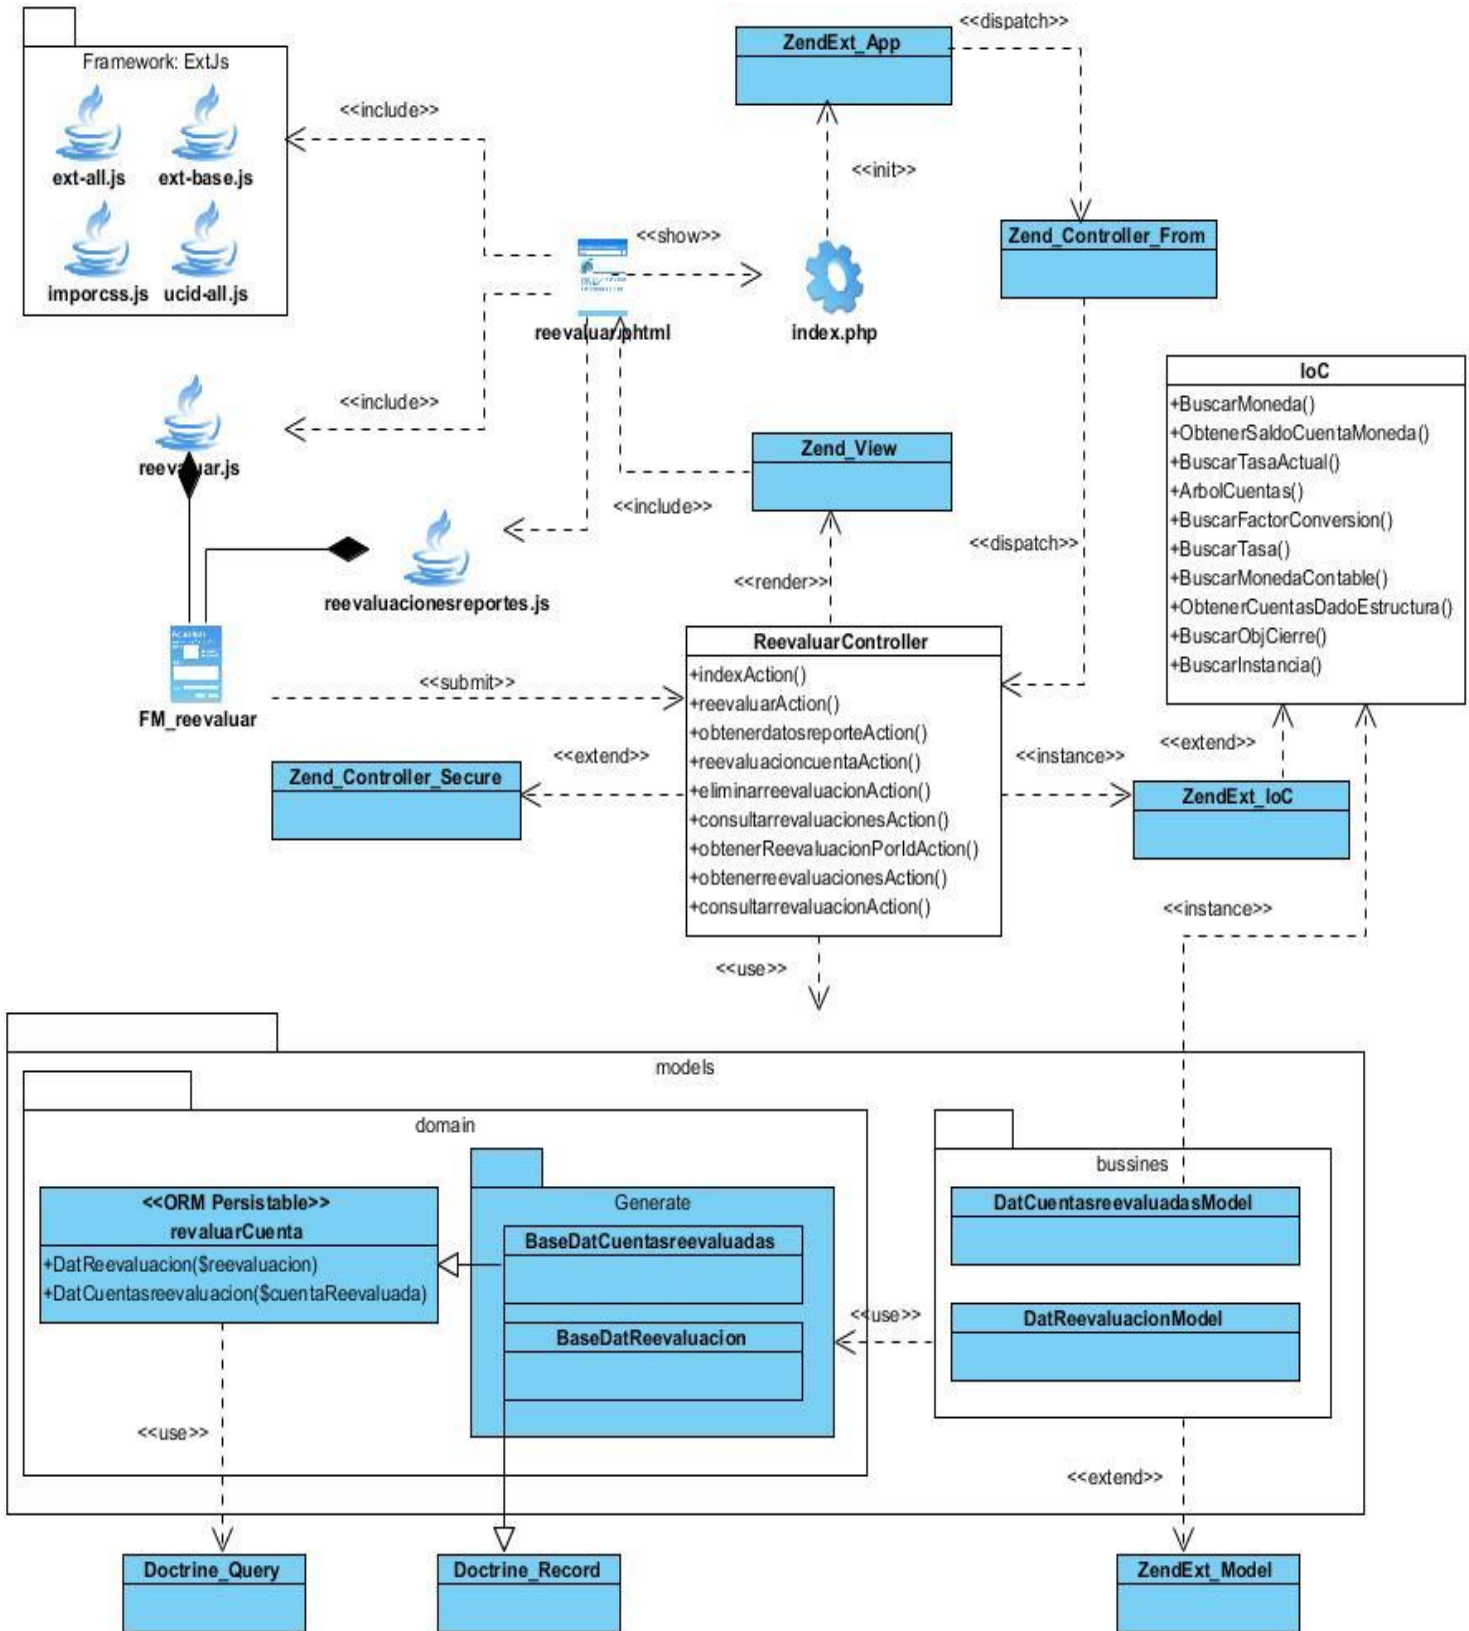 <<dispatch>>
ZendExt_App
Framework: ExtJs
<<include>>
ext-all.js
ext-base.js
<<init>>
<<show>>
Zend_Controller_From
imporcss.js
ucid-all.js
reevaluar.phtml
index.php
IoC
+BuscarMoneda()
+ObtenerSaldoCuentaMoneda()
+BuscarTasaActual()
+ArbolCuentas()
+BuscarFactorConversion()
+BuscarTasa()
+BuscarMonedaContable()
+ObtenerCuentasDadoEstructura()
+BuscarObjCierre()
+BuscarInstancia()
<<include>>
Zend_View
reevaluar.js
<<include>>
<<dispatch>>
<<render>>
reevaluacionesreportes.js
ReevaluarController
+indexAction()
+reevaluarAction()
+obtenerdatosreporteAction()
+reevaluacioncuentaAction()
+eliminarreevaluacionAction()
+consultarrevaluacionesAction()
+obtenerReevaluacionPorIdAction()
+obtenerreevaluacionesAction()
+consultarrevaluacionAction()
<<submit>>
FM_reevaluar
<<extend>>
<<extend>>
<<instance>>
Zend_Controller_Secure
ZendExt_IoC
<<instance>>
<<use>>
models
domain
bussines
<<ORM Persistable>>
revaluarCuenta
+DatReevaluacion($reevaluacion)
+DatCuentasreevaluacion($cuentaReevaluada)
Generate
BaseDatCuentasreevaluadas
BaseDatReevaluacion
DatCuentasreevaluadasModel
<<use>>
DatReevaluacionModel
<<use>>
<<extend>>
Doctrine_Query
Doctrine_Record
ZendExt_Model